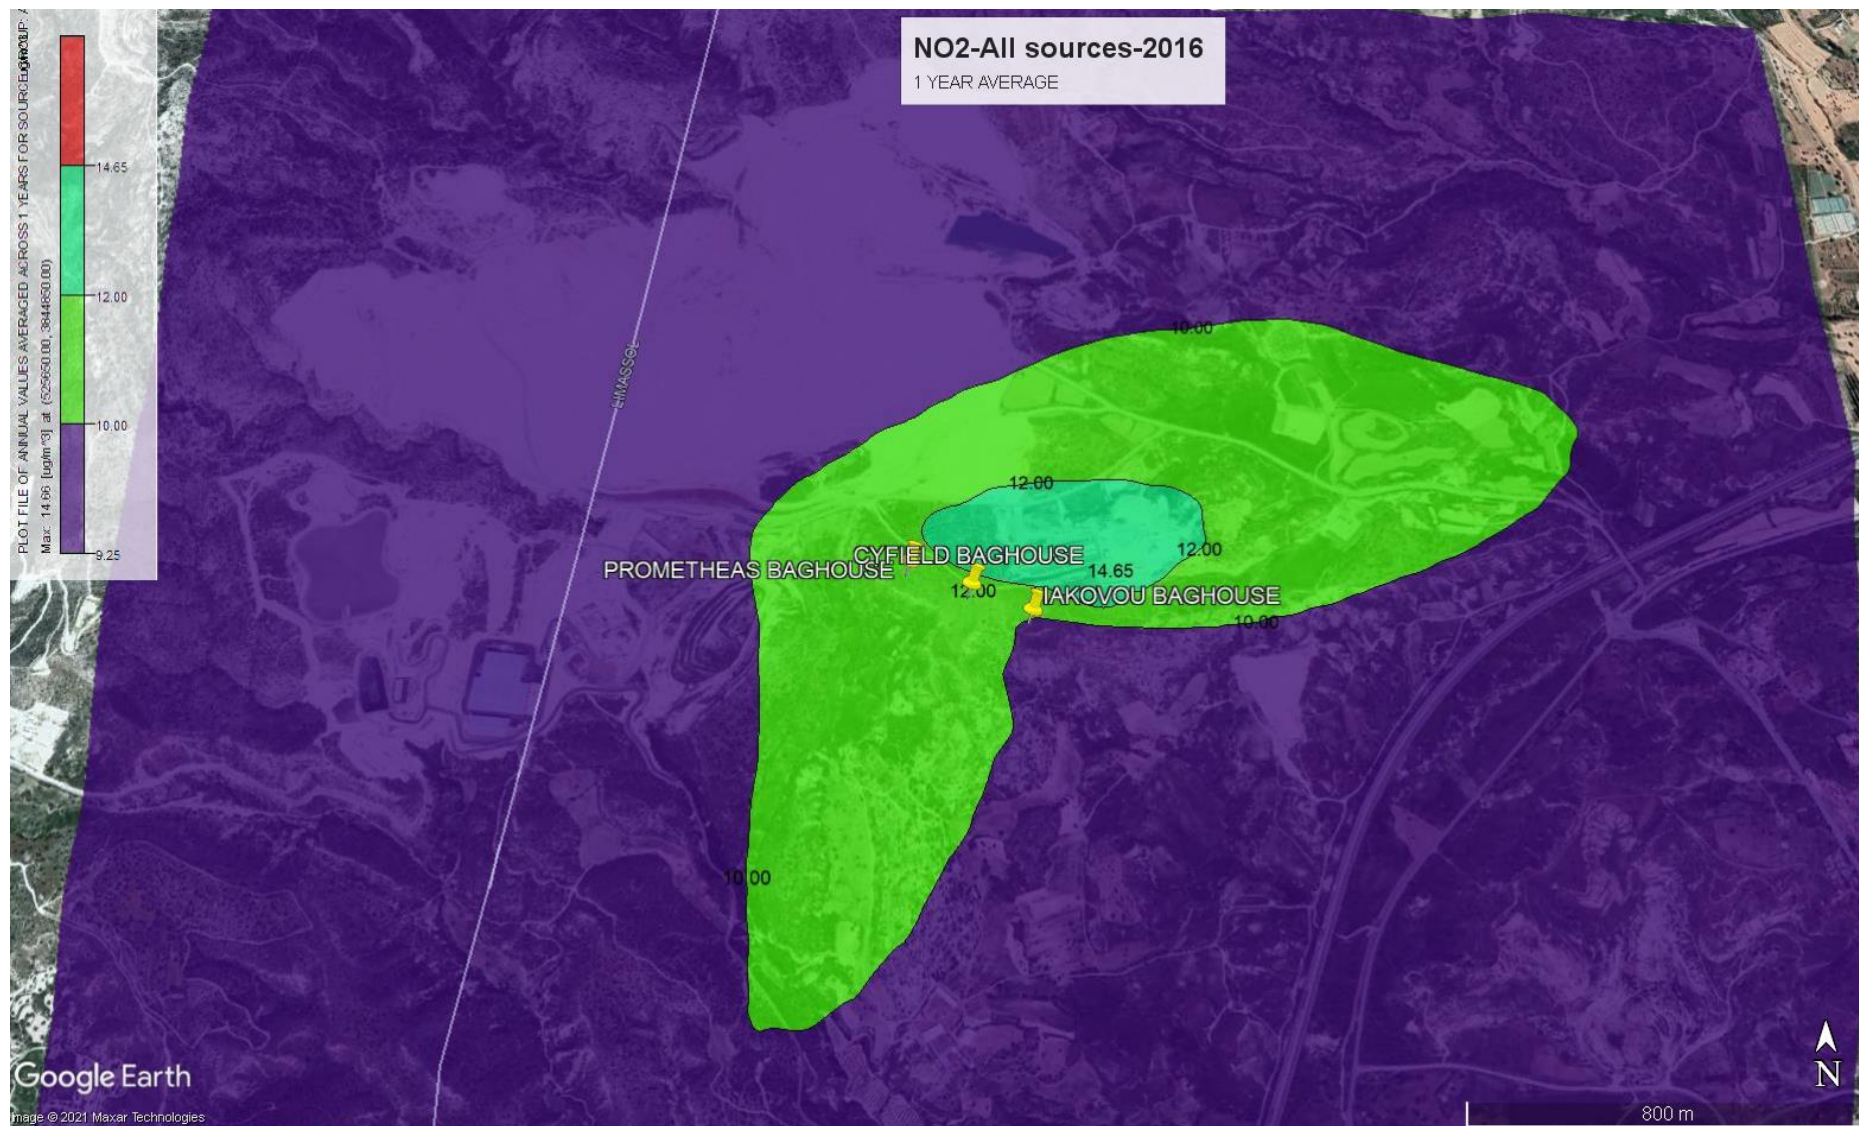 NO2-All sources-2016
1 YEAR AVERAGE
PLOT FILE OF ANNUAL VALUES AVERAGED ACROSS 1 YEARS FOR SOURCE GROUP: A
Max: 14.66 [ug/m^3] at (525650.00, 3844850.00)
14.65
12.00
10.00
9.25
LIMASSOL
10.00
12.00
12.00
CYFIELD BAGHOUSE
PROMETHEAS BAGHOUSE
14.65
12.00
IAKOVOU BAGHOUSE
10.00
10.00
Google Earth
Image © 2021 Maxar Technologies
N
800 m